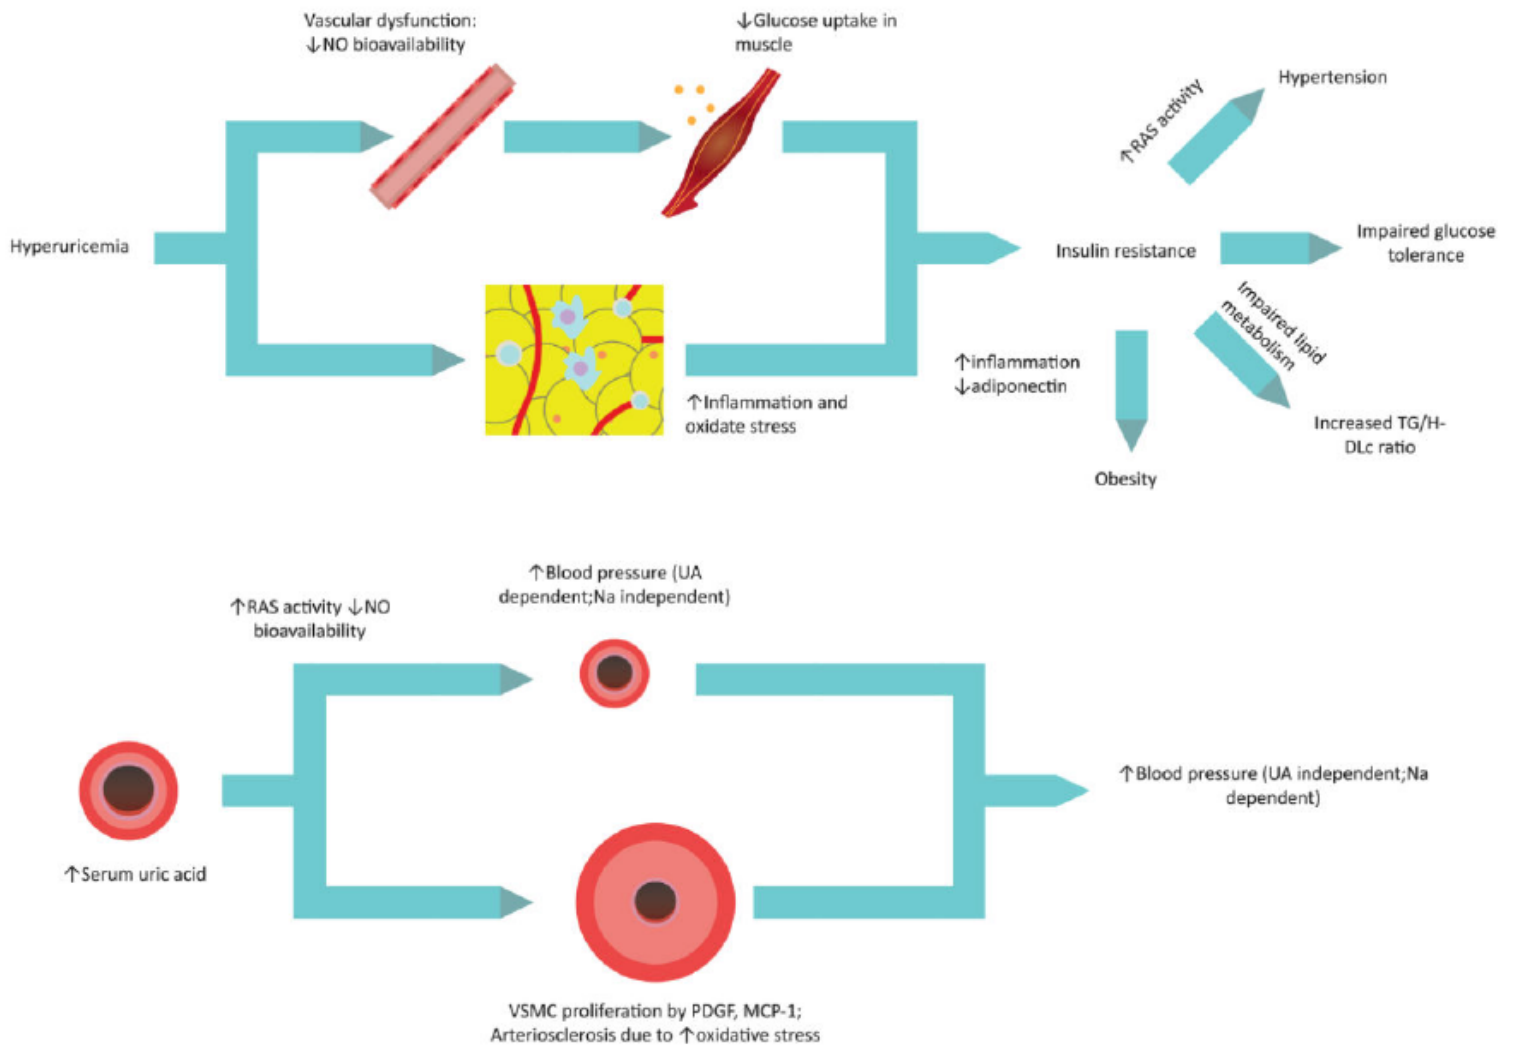 Vascular dysfunction:
↓NO bioavailability
↓Glucose uptake in
muscle
Hyperuricemia
↑Inflammation and
oxidate stress
Insulin resistance
↑RAS activity
Hypertension
Impaired glucose
tolerance
Impaired lipid
metabolism
Increased TG/H-
DLc ratio
↑inflammation
↓adiponectin
Obesity
↑Serum uric acid
↑RAS activity ↓NO
bioavailability
↑Blood pressure (UA
dependent;Na independent)
VSMC proliferation by PDGF, MCP-1;
Arteriosclerosis due to ↑oxidative stress
↑Blood pressure (UA independent;Na
dependent)